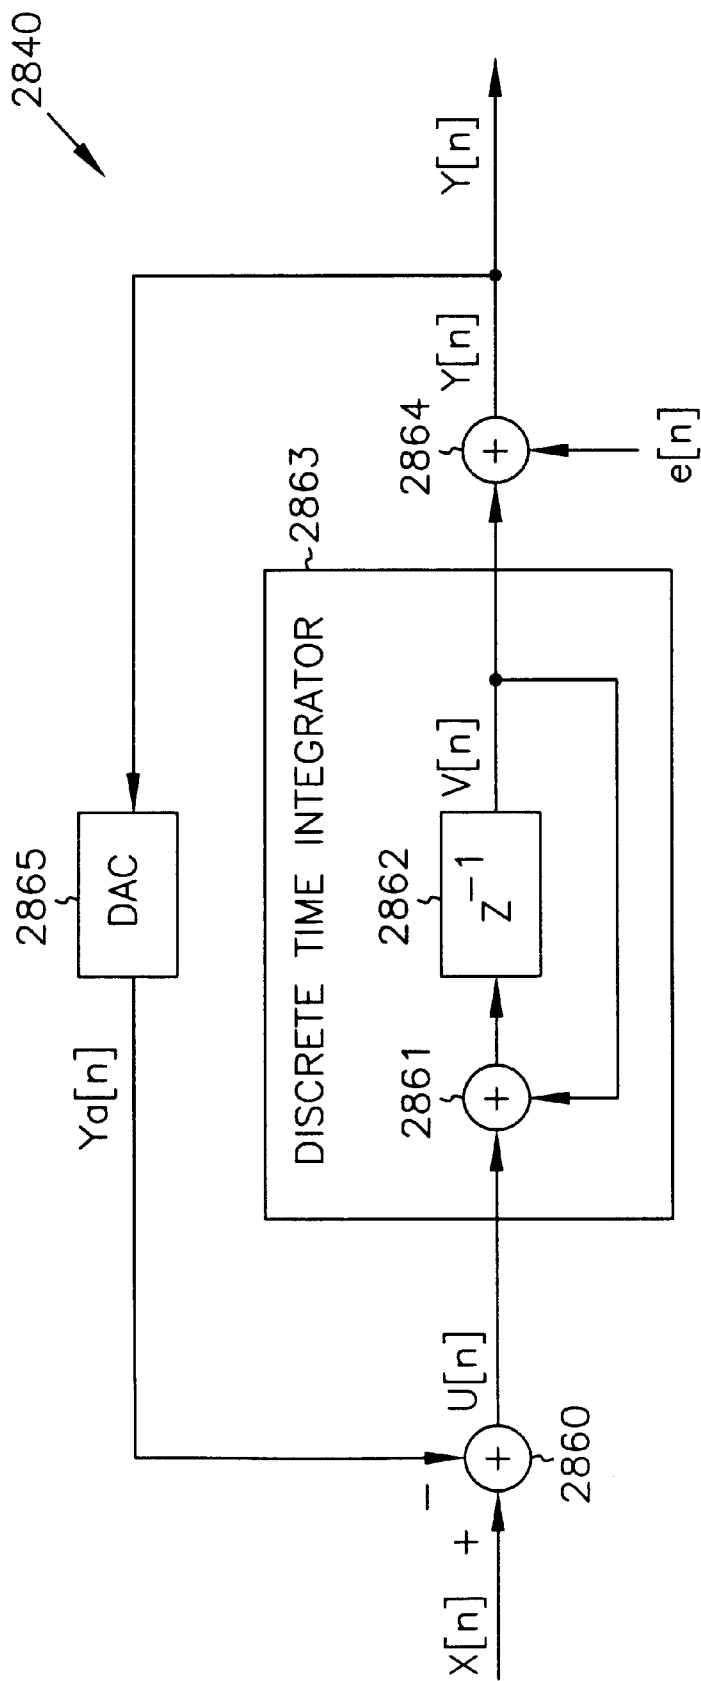 2840
2865
DAC
Ya[n]
2863
DISCRETE TIME INTEGRATOR
X[n]
+
−
+
2860
U[n]
2861
+
2862
Z⁻¹
V[n]
2864
+
e[n]
Y[n]
Y[n]